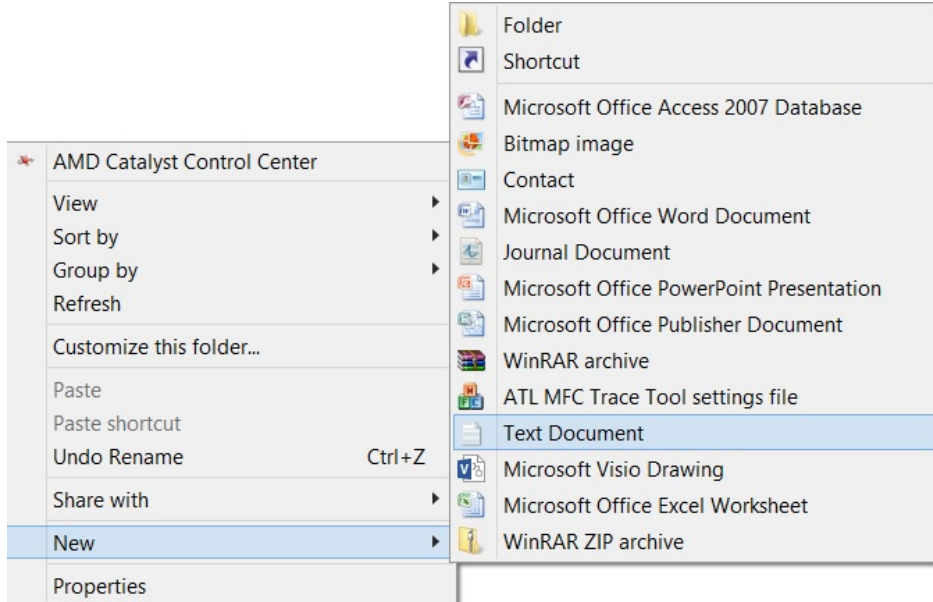 AMD Catalyst Control Center
View
Sort by
Group by
Refresh
Customize this folder...
Paste
Paste shortcut
Undo Rename Ctrl+Z
Share with
New
Properties
Folder
Shortcut
Microsoft Office Access 2007 Database
Bitmap image
Contact
Microsoft Office Word Document
Journal Document
Microsoft Office PowerPoint Presentation
Microsoft Office Publisher Document
WinRAR archive
ATL MFC Trace Tool settings file
Text Document
Microsoft Visio Drawing
Microsoft Office Excel Worksheet
WinRAR ZIP archive